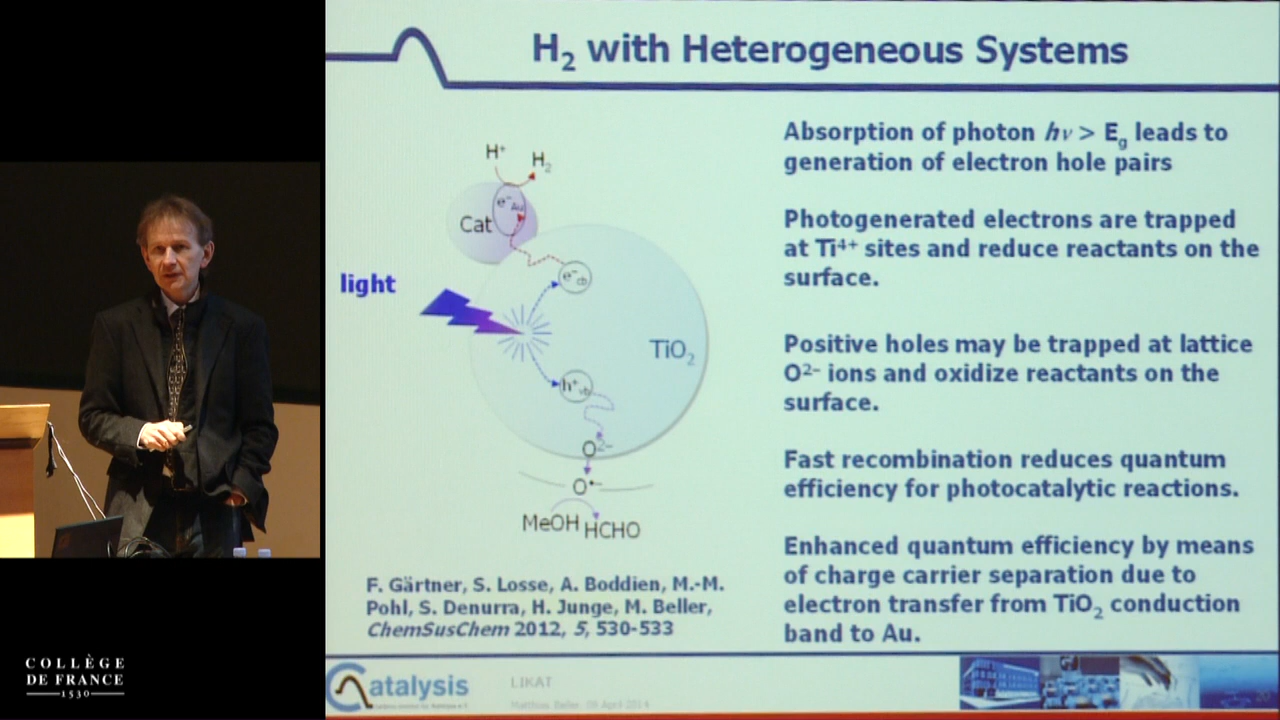 H₂ with Heterogeneous Systems
Absorption of photon hν > Eg leads to
generation of electron hole pairs
Photogenerated electrons are trapped
at Ti⁴⁺ sites and reduce reactants on the
surface.
Positive holes may be trapped at lattice
O²⁻ ions and oxidize reactants on the
surface.
Fast recombination reduces quantum
efficiency for photocatalytic reactions.
Enhanced quantum efficiency by means
of charge carrier separation due to
electron transfer from TiO₂ conduction
band to Au.
H⁺
H₂
e⁻
Cat
e⁻ cb
light
TiO₂
h⁺ vb
O²⁻
O•⁻
MeOH HCHO
F. Gärtner, S. Losse, A. Boddien, M.-M.
Pohl, S. Denurra, H. Junge, M. Beller,
ChemSusChem 2012, 5, 530-533
Catalysis
LIKAT
Matthias Beller, 09 April 2014
COLLÈGE
DE FRANCE
1530